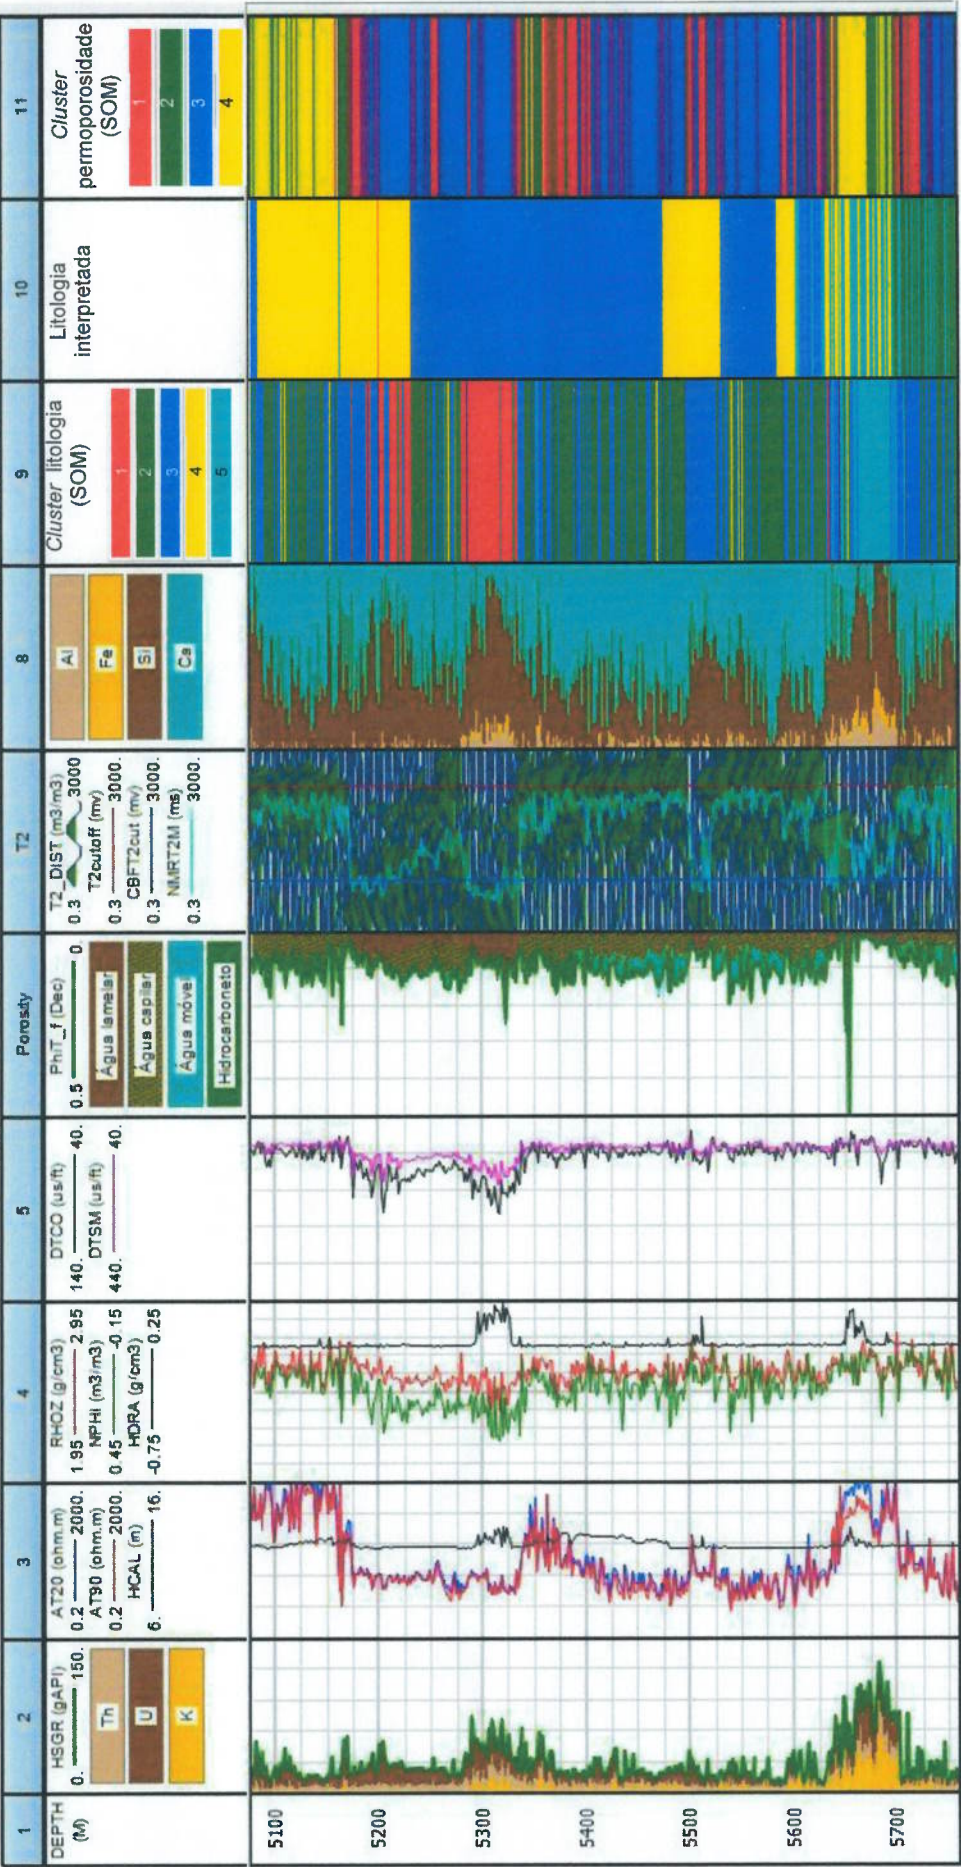 1
DEPTH
(M)
5100
5200
5300
5400
5500
5600
5700
2
HSGR (gAPI)
0. 150.
Th
U
K
3
AT20 (ohm.m)
0.2 2000.
AT90 (ohm.m)
0.2 2000.
HCAL (in)
6. 16.
4
RHOZ (g/cm3)
1.95 2.95
NPHI (m3/m3)
0.45 -0.15
HDRA (g/cm3)
-0.75 0.25
5
DTCO (us/ft)
140. 40.
DTSM (us/ft)
440. 40.
Porosity
PhiT_f (Dec)
0.5 0.
Água lamelar
Água capilar
Água móvel
Hidrocarboneto
T2
T2_DIST (m3/m3)
0.3 3000
T2cutoff (mv)
0.3 3000.
CBFT2cut (mv)
0.3 3000.
NMRT2M (ms)
0.3 3000.
8
Al
Fe
Si
Ca
9
Cluster litologia
(SOM)
1
2
3
4
5
10
Litologia
interpretada
11
Cluster
permoporosidade
(SOM)
1
2
3
4